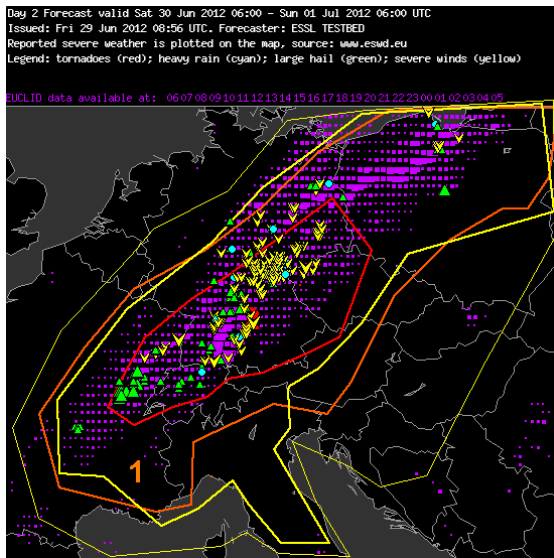 Day 2 Forecast valid Sat 30 Jun 2012 06:00 - Sun 01 Jul 2012 06:00 UTC
Issued: Fri 29 Jun 2012 08:56 UTC. Forecaster: ESSL TESTBED
Reported severe weather is plotted on the map, source: www.eswd.eu
Legend: tornadoes (red); heavy rain (cyan); large hail (green); severe winds (yellow)
EUCLID data available at: 06 07 08 09 10 11 12 13 14 15 16 17 18 19 20 21 22 23 00 01 02 03 04 05
1